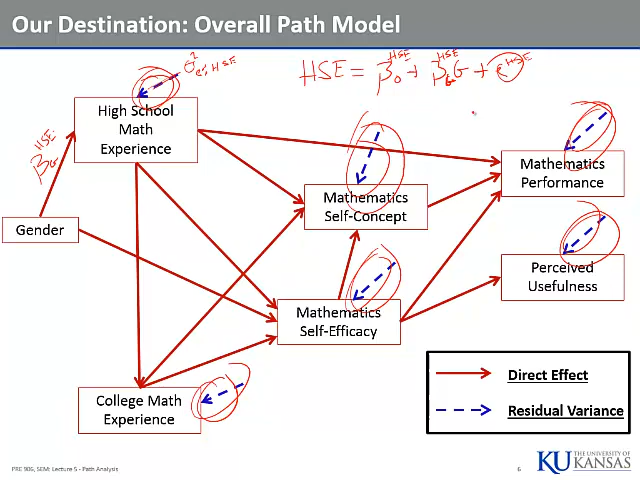 Our Destination: Overall Path Model
σ²e, HSE
HSE = β₀^HSE + β_G^HSE G + e^HSE
High School
Math
Experience
Mathematics
Performance
β_G^HSE
Mathematics
Self-Concept
Gender
Perceived
Usefulness
Mathematics
Self-Efficacy
College Math
Experience
Direct Effect
Residual Variance
PRE 906, SEM: Lecture 5 - Path Analysis
6
KU THE UNIVERSITY OF
KANSAS